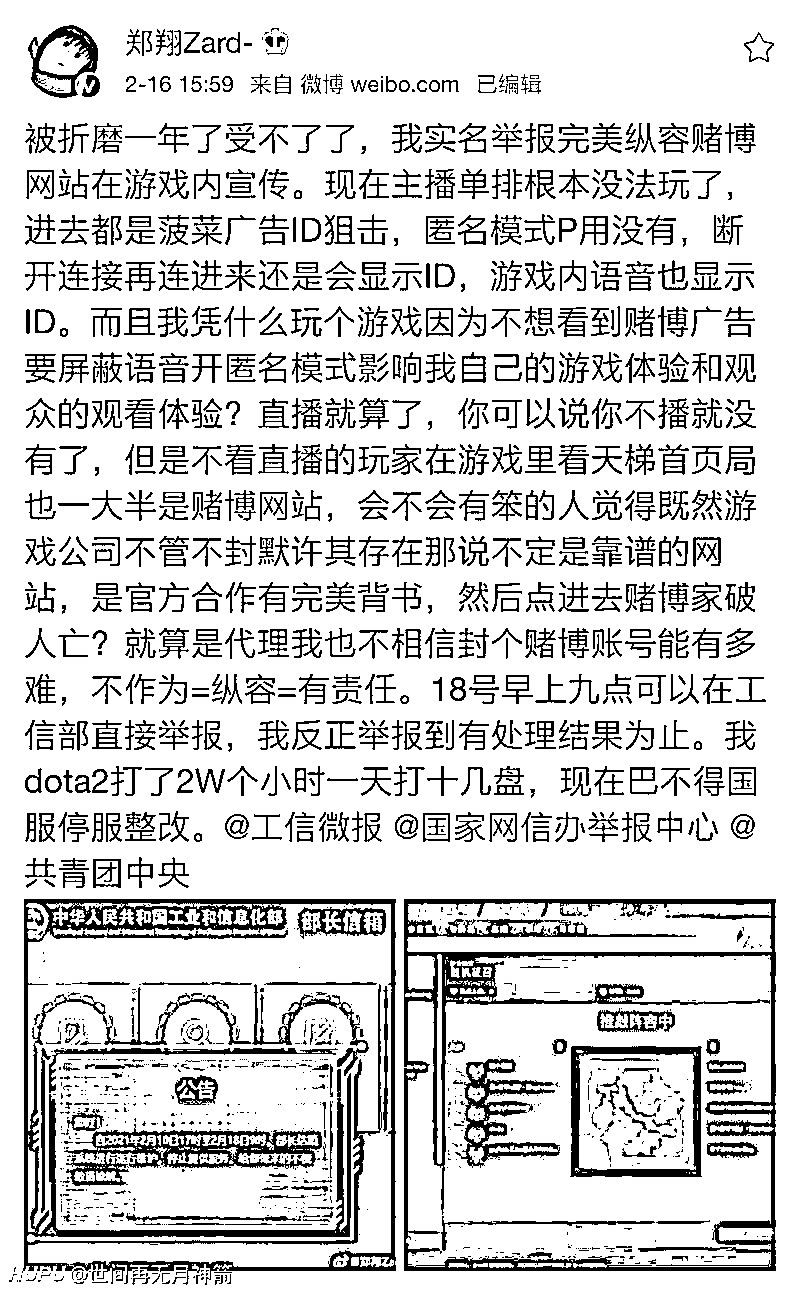 郑翔Zard-
2-16 15:59 来自 微博 weibo.com 已编辑
被折磨一年了受不了了，我实名举报完美纵容赌博
网站在游戏内宣传。现在主播单排根本没法玩了，
进去都是菠菜广告ID狙击，匿名模式P用没有，断
开连接再连进来还是会显示ID，游戏内语音也显示
ID。而且我凭什么玩个游戏因为不想看到赌博广告
要屏蔽语音开匿名模式影响我自己的游戏体验和观
众的观看体验？直播就算了，你可以说你不播就没
有了，但是不看直播的玩家在游戏里看天梯首页局
也一大半是赌博网站，会不会有笨的人觉得既然游
戏公司不管不封默许其存在那说不定是靠谱的网
站，是官方合作有完美背书，然后点进去赌博家破
人亡？就算是代理我也不相信封个赌博账号能有多
难，不作为=纵容=有责任。18号早上九点可以在工
信部直接举报，我反正举报到有处理结果为止。我
dota2打了2W个小时一天打十几盘，现在巴不得国
服停服整改。@工信微报 @国家网信办举报中心 @
共青团中央
中华人民共和国工业和信息化部 部长信箱
公告
HUPU @世间再无月神箭